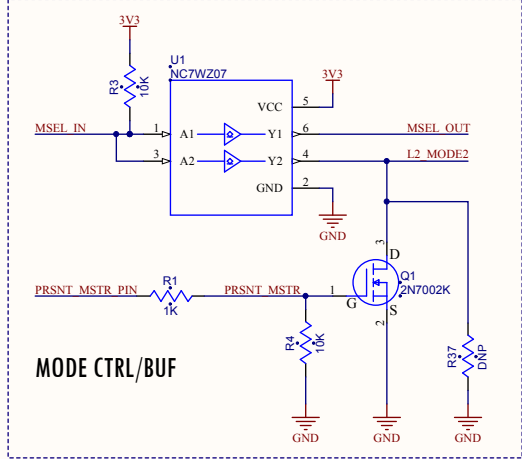 3V3
U1
NC7WZ07
R3
10K
3V3
VCC
5
MSEL_IN
1
A1
Y1
6
MSEL_OUT
3
A2
Y2
4
L2_MODE2
GND
2
GND
3
D
Q1
2N7002K
PRSNT_MSTR_PIN
R1
1K
PRSNT_MSTR
1
G
S
2
R4
10K
R37
DNP
MODE CTRL/BUF
GND
GND
GND